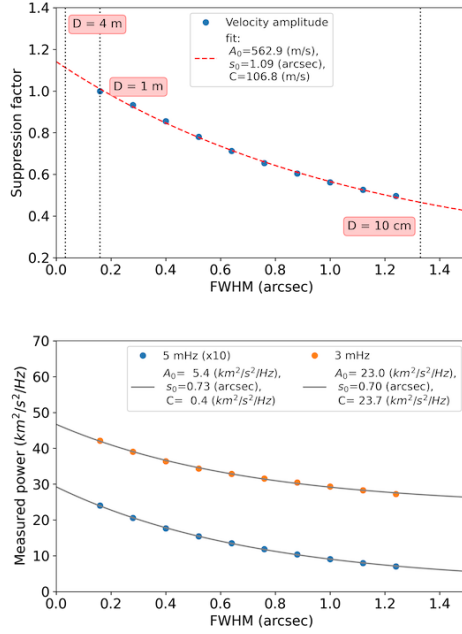 1.4
1.2
1.0
0.8
0.6
0.4
0.2
Suppression factor
D = 4 m
D = 1 m
D = 10 cm
Velocity amplitude
fit:
A₀=562.9 (m/s),
s₀=1.09 (arcsec),
C=106.8 (m/s)
0.0 0.2 0.4 0.6 0.8 1.0 1.2 1.4
FWHM (arcsec)
70
60
50
40
30
20
10
0
Measured power (km²/s²/Hz)
5 mHz (x10)
A₀= 5.4 (km²/s²/Hz),
s₀=0.73 (arcsec),
C= 0.4 (km²/s²/Hz)
3 mHz
A₀= 23.0 (km²/s²/Hz),
s₀=0.70 (arcsec),
C= 23.7 (km²/s²/Hz)
0.0 0.2 0.4 0.6 0.8 1.0 1.2 1.4
FWHM (arcsec)